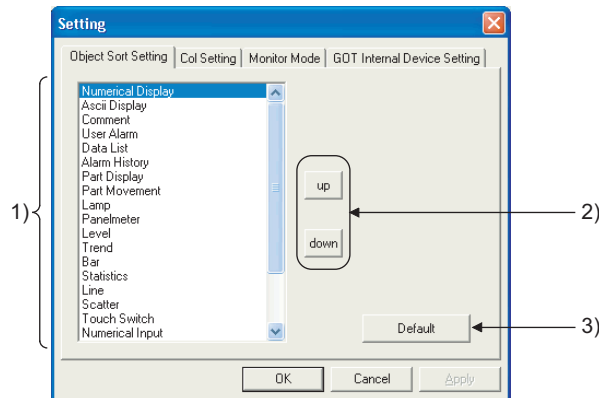 Setting
Object Sort Setting Col Setting Monitor Mode GOT Internal Device Setting
Numerical Display
Ascii Display
Comment
User Alarm
Data List
Alarm History
Part Display
Part Movement
Lamp
Panelmeter
Level
Trend
Bar
Statistics
Line
Scatter
Touch Switch
Numerical Input
1)
up
down
2)
Default
3)
OK Cancel Apply